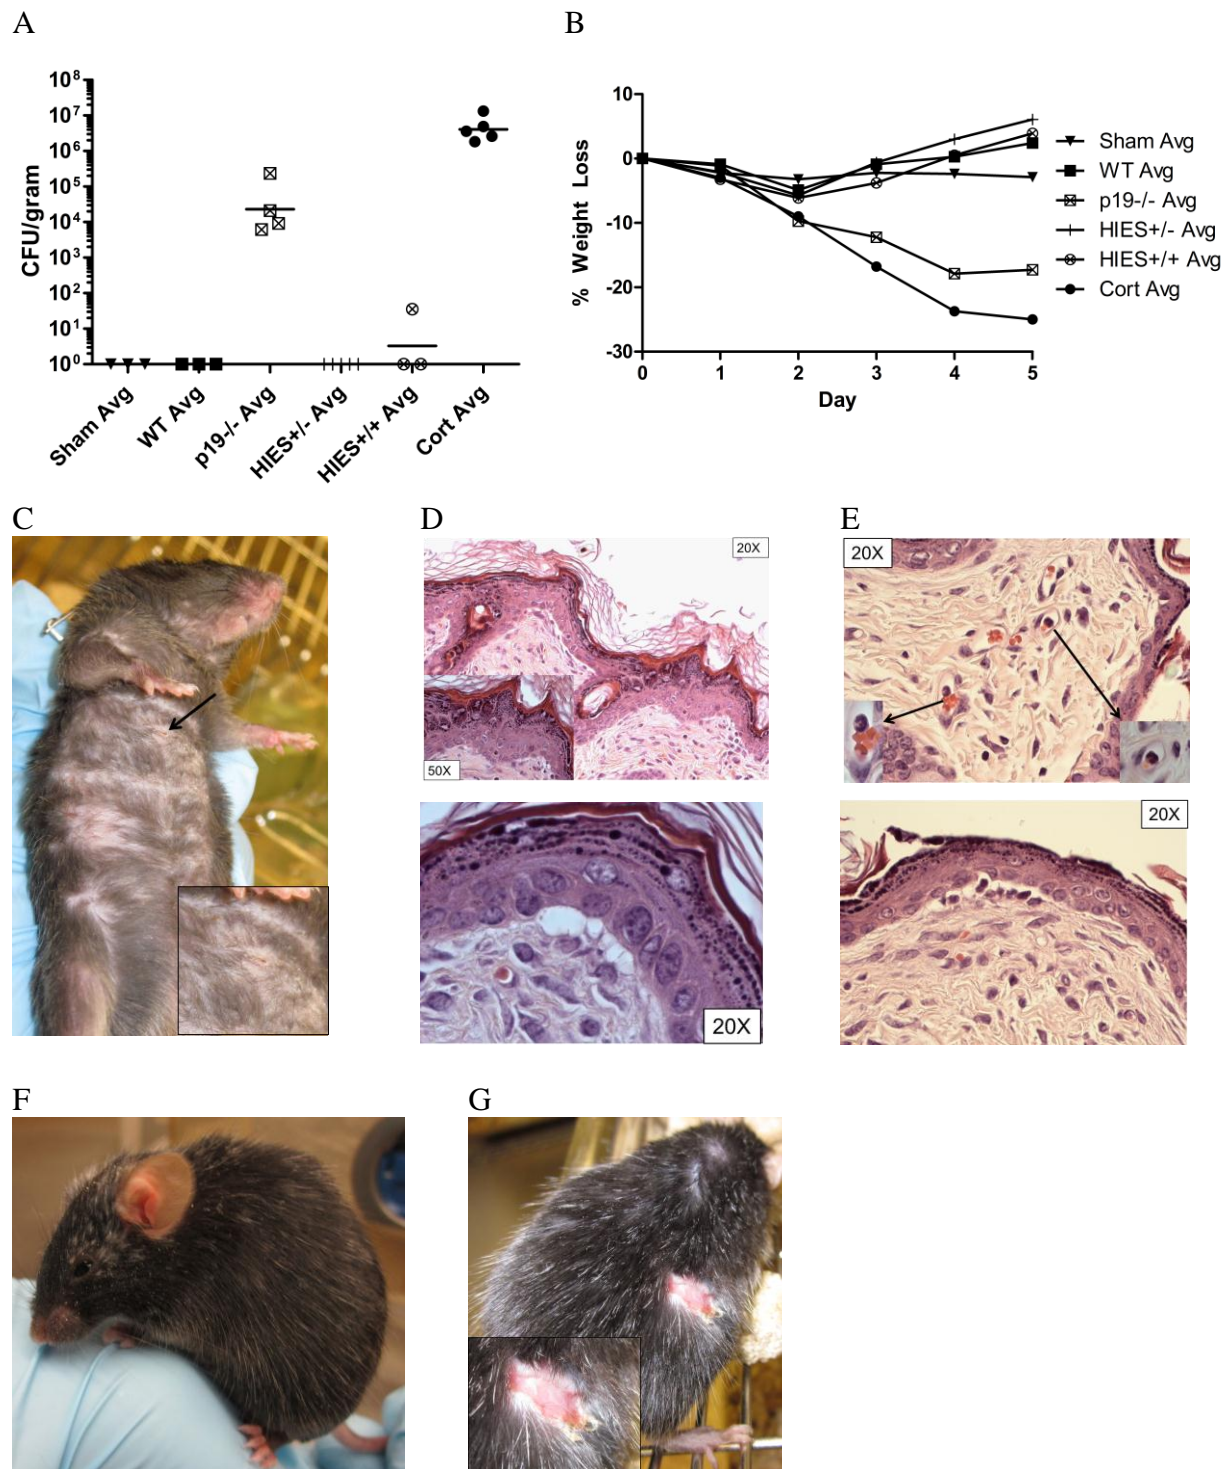 A
B
10⁸
10⁷
10⁶
10⁵
10⁴
10³
10²
10¹
10⁰
CFU/gram
Sham Avg
WT Avg
p19-/- Avg
HIES+/- Avg
HIES+/+ Avg
Cort Avg
10
0
-10
-20
-30
% Weight Loss
0 1 2 3 4 5
Day
Sham Avg
WT Avg
p19-/- Avg
HIES+/- Avg
HIES+/+ Avg
Cort Avg
C
D
E
20X
50X
20X
20X
20X
F
G